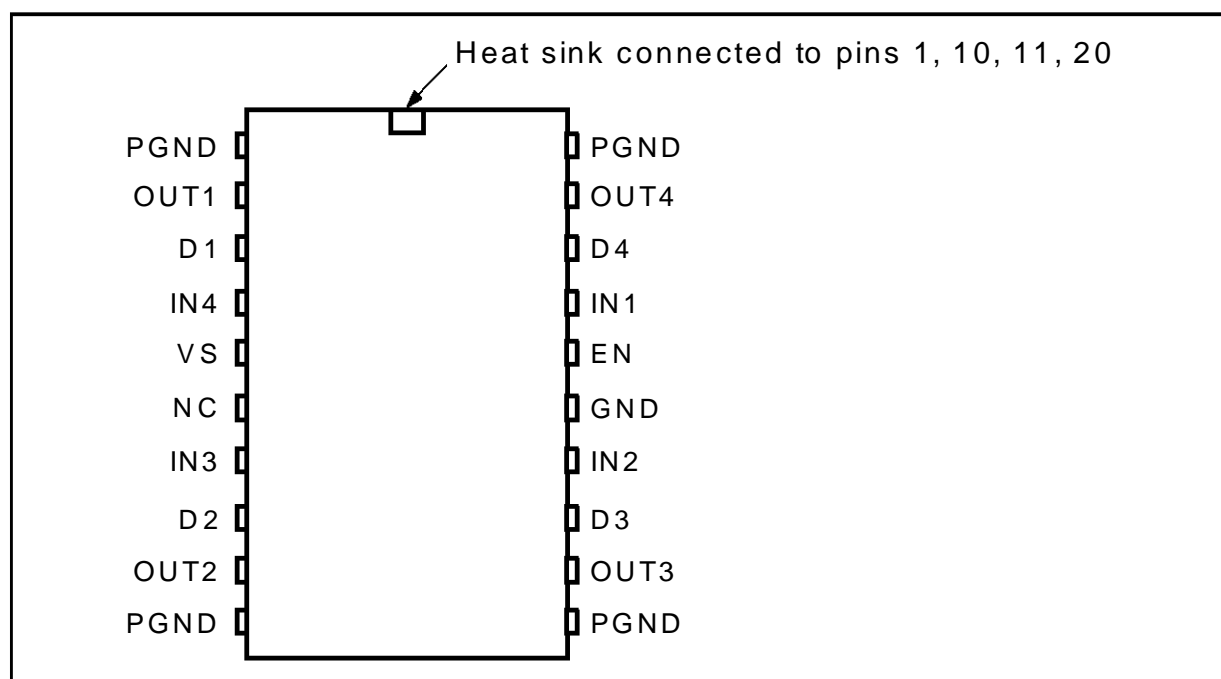 Heat sink connected to pins 1, 10, 11, 20
PGND PGND
OUT1 OUT4
D1 D4
IN4 IN1
VS EN
NC GND
IN3 IN2
D2 D3
OUT2 OUT3
PGND PGND